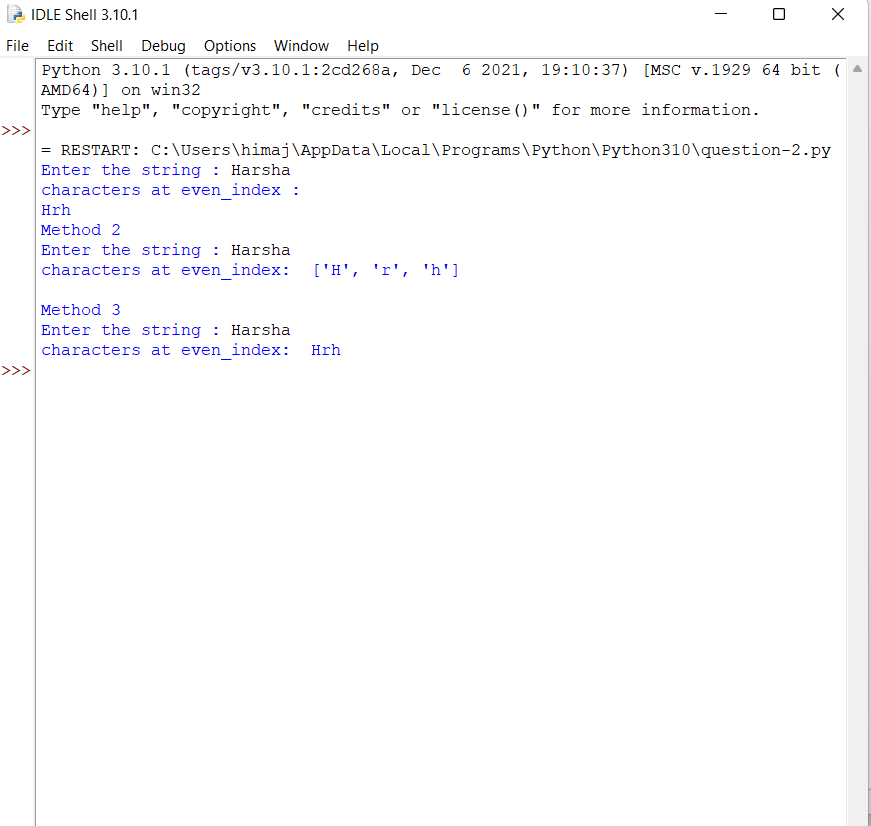 IDLE Shell 3.10.1
File Edit Shell Debug Options Window Help
Python 3.10.1 (tags/v3.10.1:2cd268a, Dec  6 2021, 19:10:37) [MSC v.1929 64 bit (
AMD64)] on win32
Type "help", "copyright", "credits" or "license()" for more information.
>>>
= RESTART: C:\Users\himaj\AppData\Local\Programs\Python\Python310\question-2.py
Enter the string : Harsha
characters at even_index :
Hrh
Method 2
Enter the string : Harsha
characters at even_index:  ['H', 'r', 'h']
Method 3
Enter the string : Harsha
characters at even_index:  Hrh
>>>